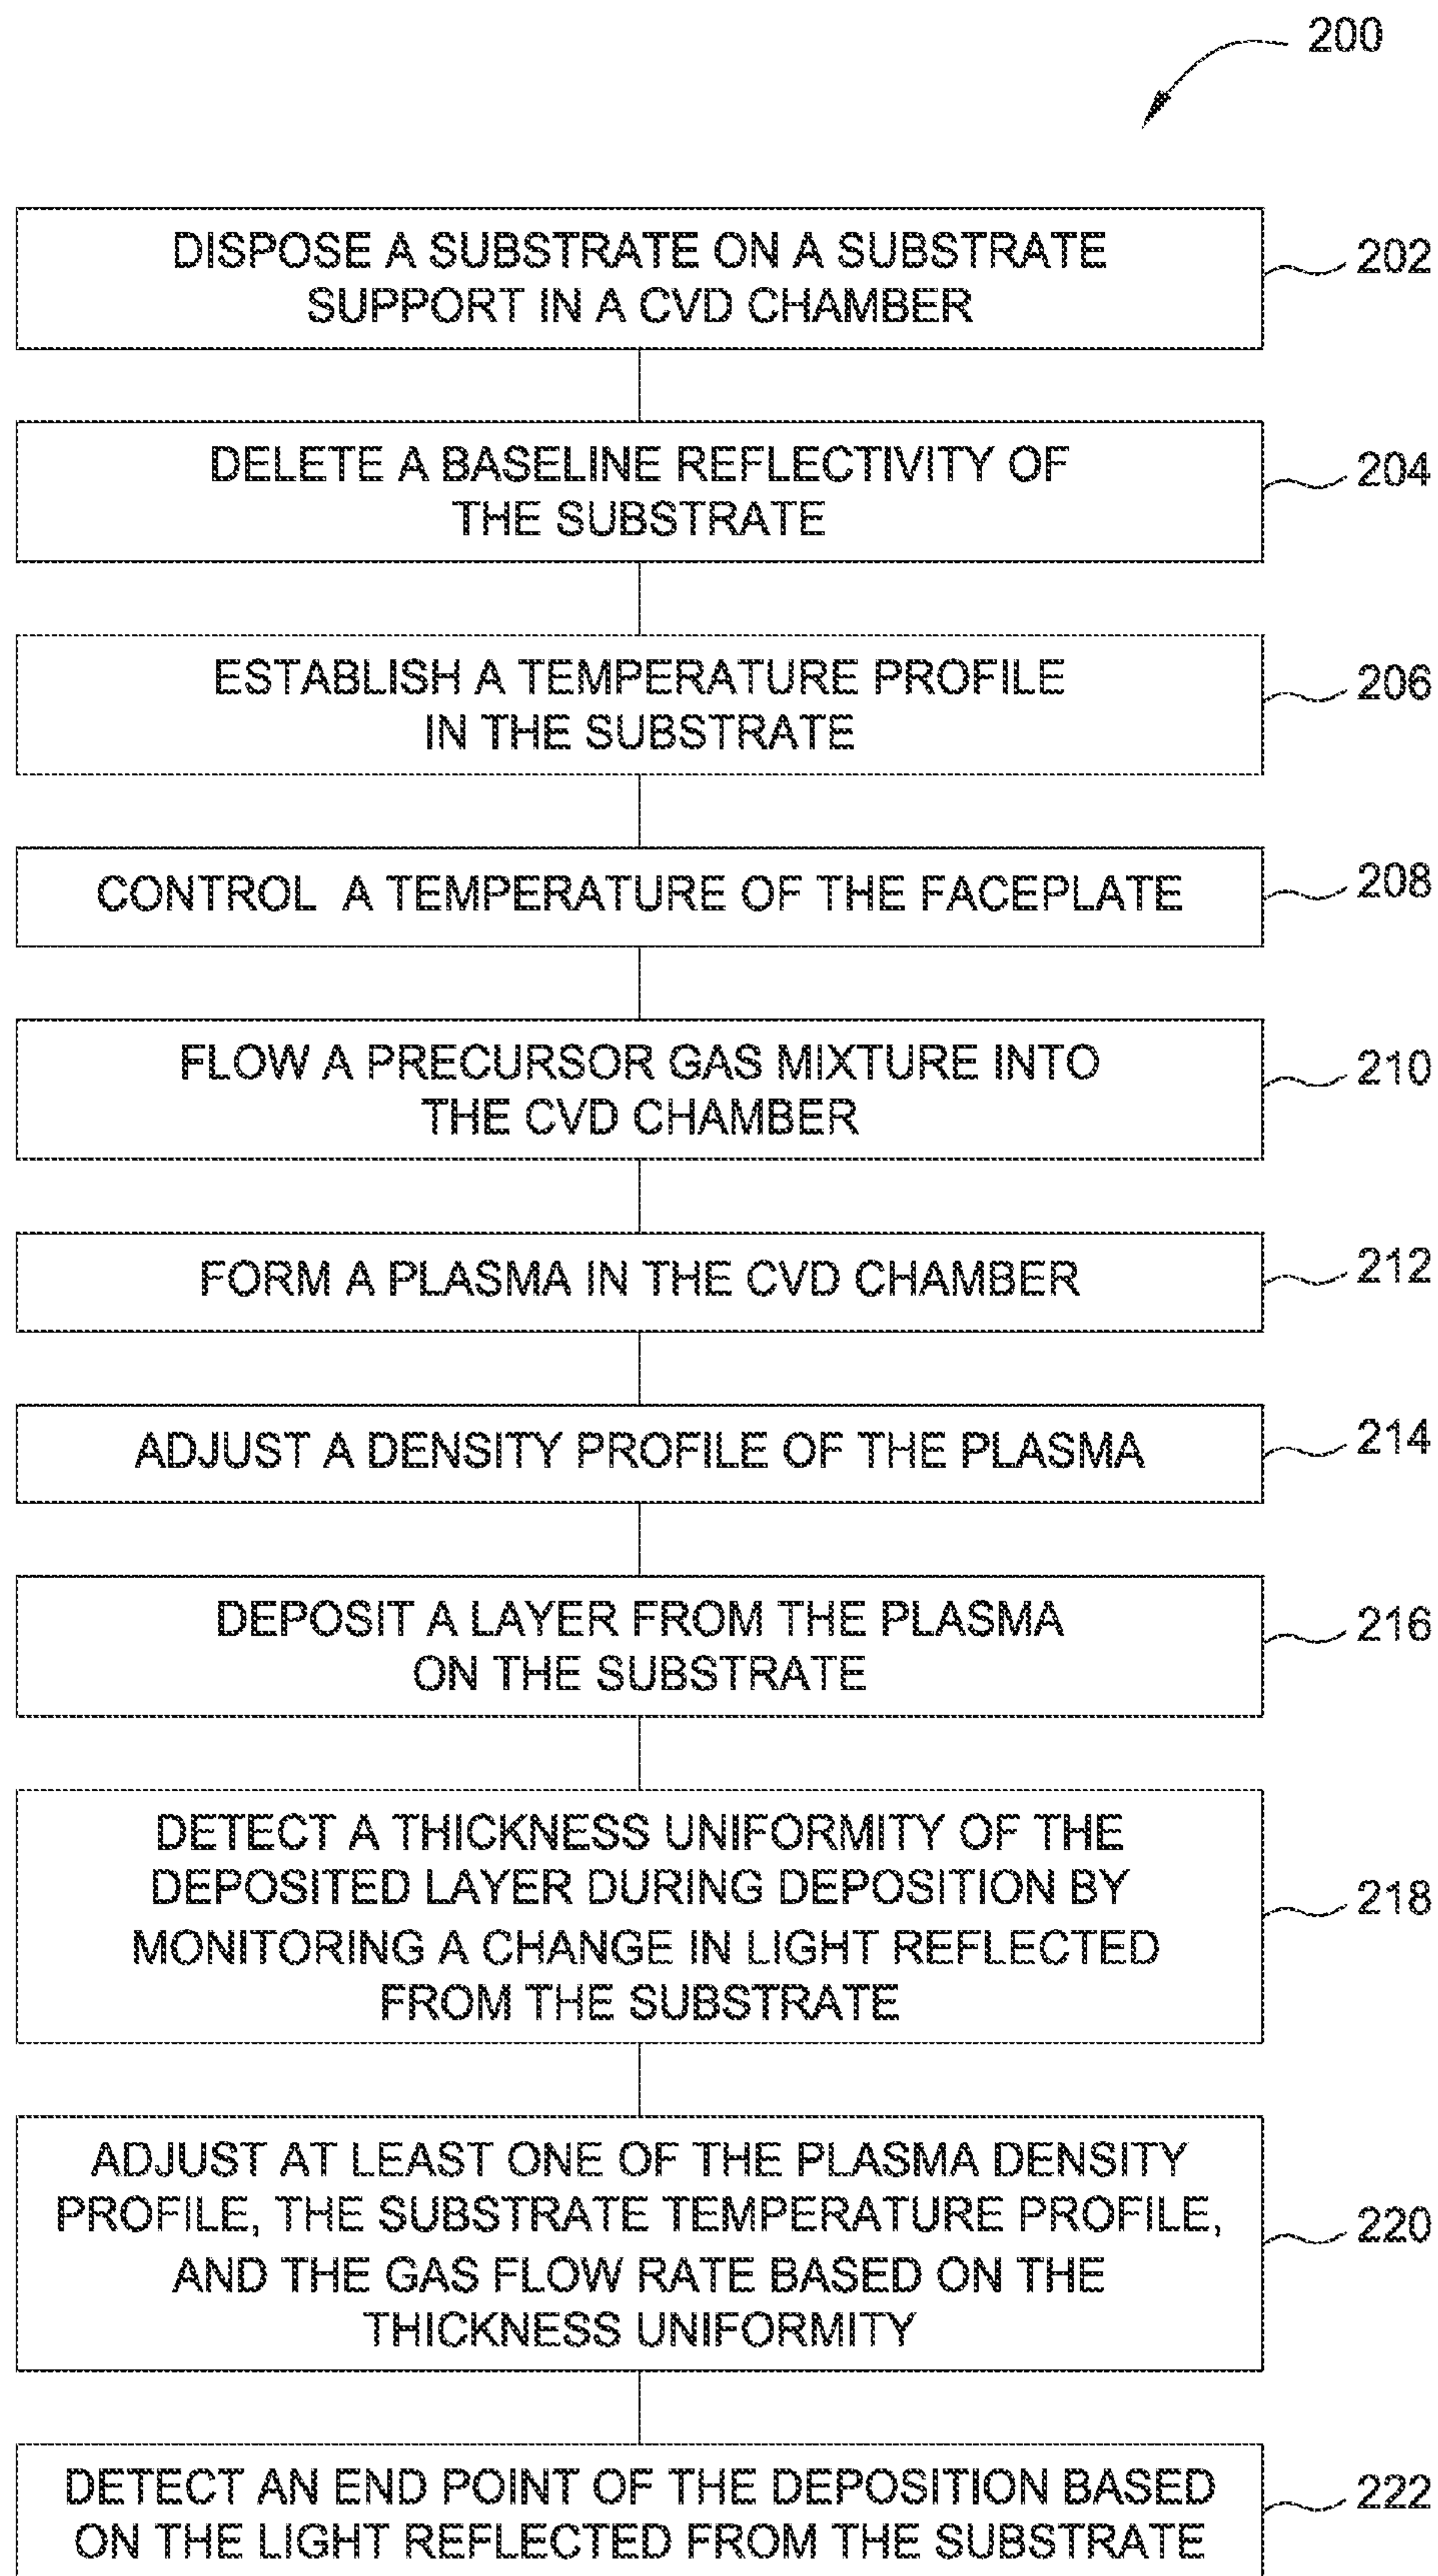 200
DISPOSE A SUBSTRATE ON A SUBSTRATE
SUPPORT IN A CVD CHAMBER
202
DELETE A BASELINE REFLECTIVITY OF
THE SUBSTRATE
204
ESTABLISH A TEMPERATURE PROFILE
IN THE SUBSTRATE
206
CONTROL A TEMPERATURE OF THE FACEPLATE
208
FLOW A PRECURSOR GAS MIXTURE INTO
THE CVD CHAMBER
210
FORM A PLASMA IN THE CVD CHAMBER
212
ADJUST A DENSITY PROFILE OF THE PLASMA
214
DEPOSIT A LAYER FROM THE PLASMA
ON THE SUBSTRATE
216
DETECT A THICKNESS UNIFORMITY OF THE
DEPOSITED LAYER DURING DEPOSITION BY
MONITORING A CHANGE IN LIGHT REFLECTED
FROM THE SUBSTRATE
218
ADJUST AT LEAST ONE OF THE PLASMA DENSITY
PROFILE, THE SUBSTRATE TEMPERATURE PROFILE,
AND THE GAS FLOW RATE BASED ON THE
THICKNESS UNIFORMITY
220
DETECT AN END POINT OF THE DEPOSITION BASED
ON THE LIGHT REFLECTED FROM THE SUBSTRATE
222